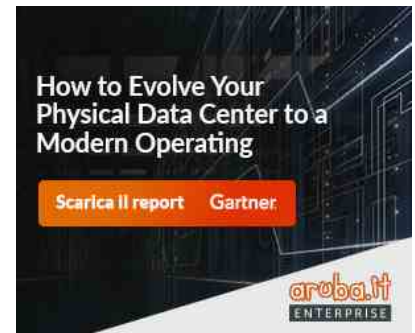 How to Evolve Your
Physical Data Center to a
Modern Operating
Scarica il report Gartner
aruba.it
ENTERPRISE